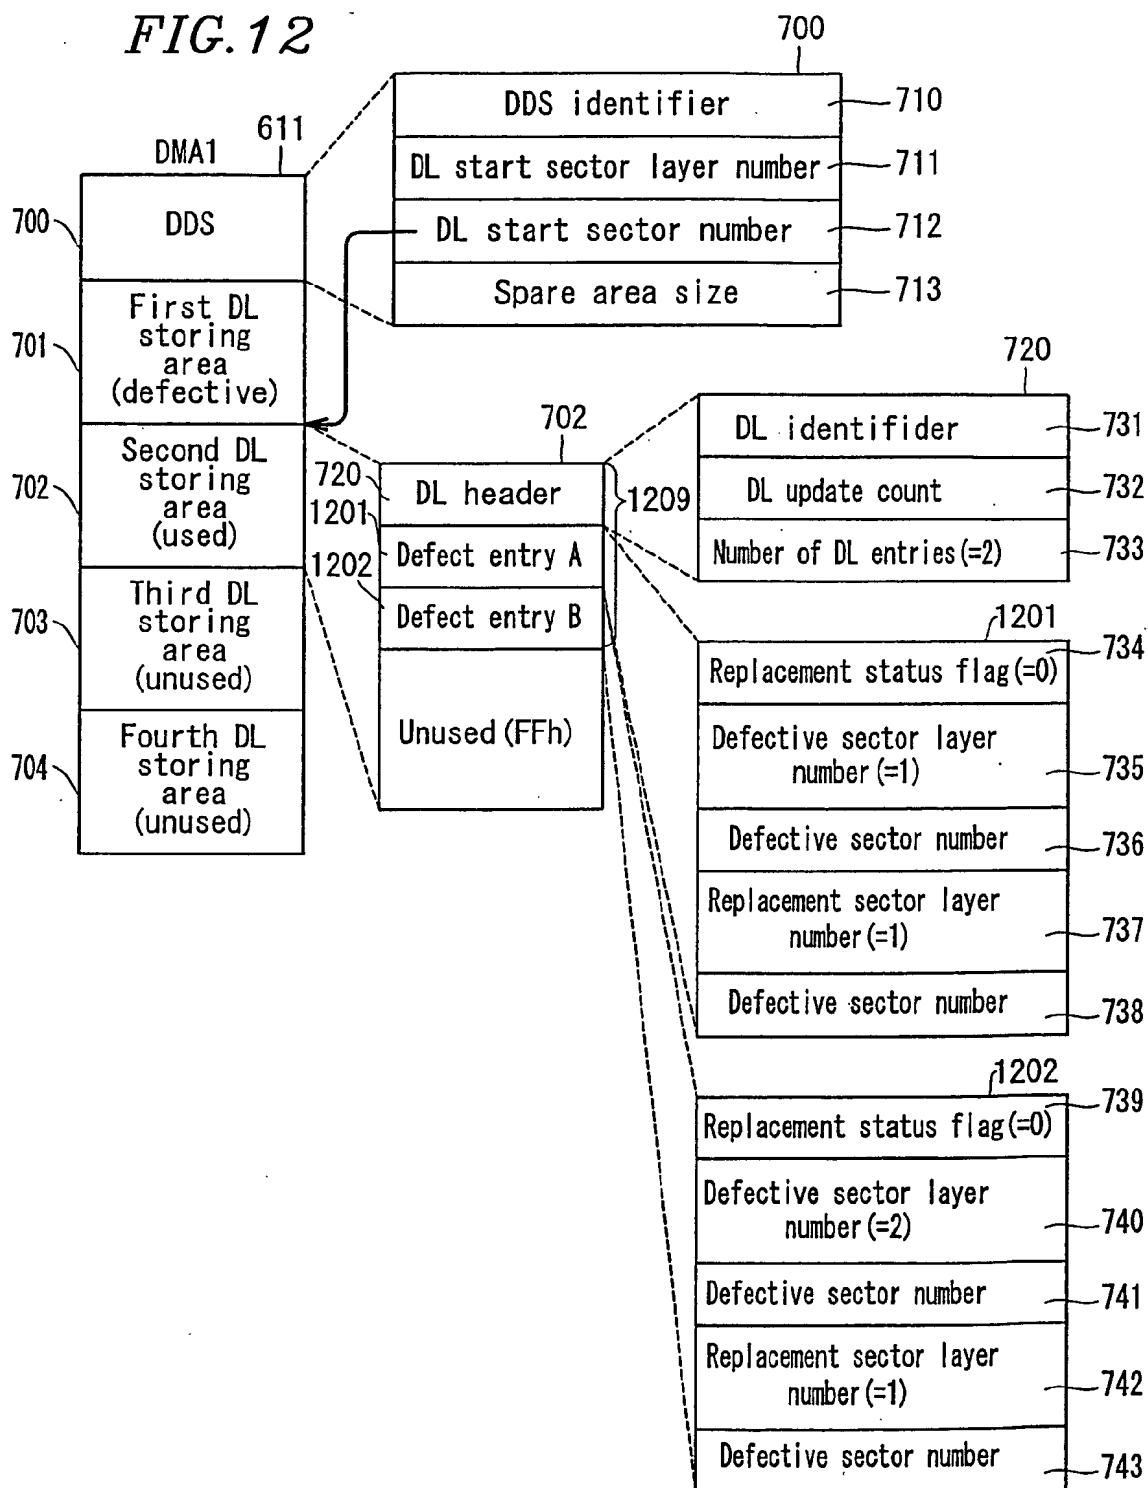 FIG.12
700
DDS identifier
710
DL start sector layer number
711
DL start sector number
712
Spare area size
713
611
DMA1
700
DDS
701
First DL
storing
area
(defective)
702
Second DL
storing
area
(used)
703
Third DL
storing
area
(unused)
704
Fourth DL
storing
area
(unused)
702
720
DL header
1209
1201
Defect entry A
1202
Defect entry B
Unused (FFh)
720
DL identifider
731
DL update count
732
Number of DL entries(=2)
733
1201
734
Replacement status flag(=0)
Defective sector layer
number(=1)
735
Defective sector number
736
Replacement sector layer
number(=1)
737
Defective sector number
738
1202
739
Replacement status flag(=0)
Defective sector layer
number(=2)
740
Defective sector number
741
Replacement sector layer
number(=1)
742
Defective sector number
743